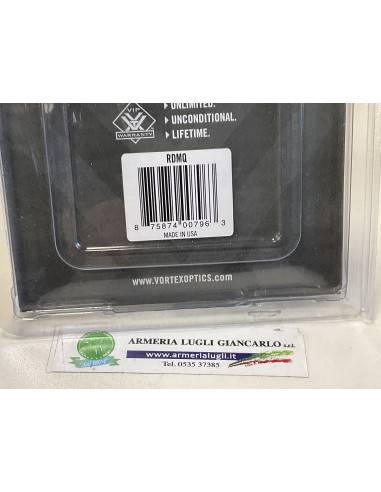 ▸ UNLIMITED.
VIP
▸ UNCONDITIONAL.
WARRANTY
▸ LIFETIME.
RDMQ
8 75874 00796 3
MADE IN USA
WWW.VORTEXOPTICS.com
ARMERIA LUGLI GIANCARLO s.r.l.
www.armerialugli.it
Tel. 0535 37385